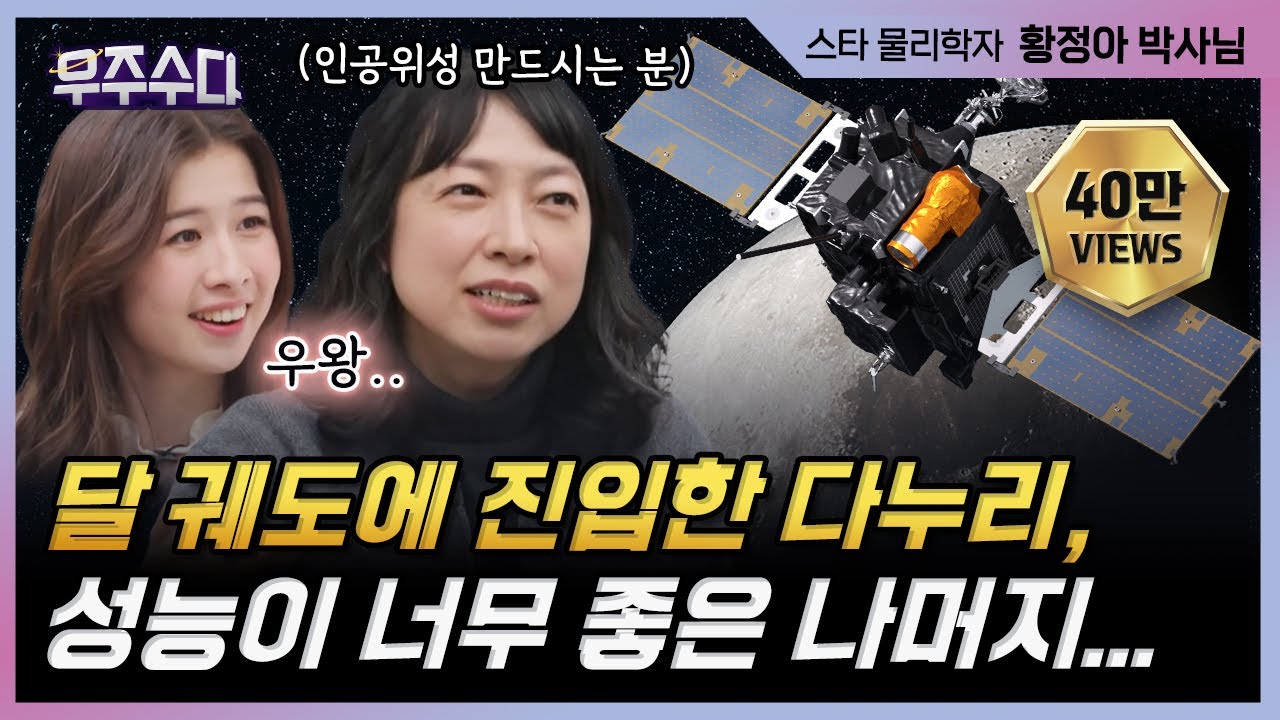 우주수다
(인공위성 만드시는 분)
스타 물리학자 황정아 박사님
40만
VIEWS
우왕..
달 궤도에 진입한 다누리,
성능이 너무 좋은 나머지...